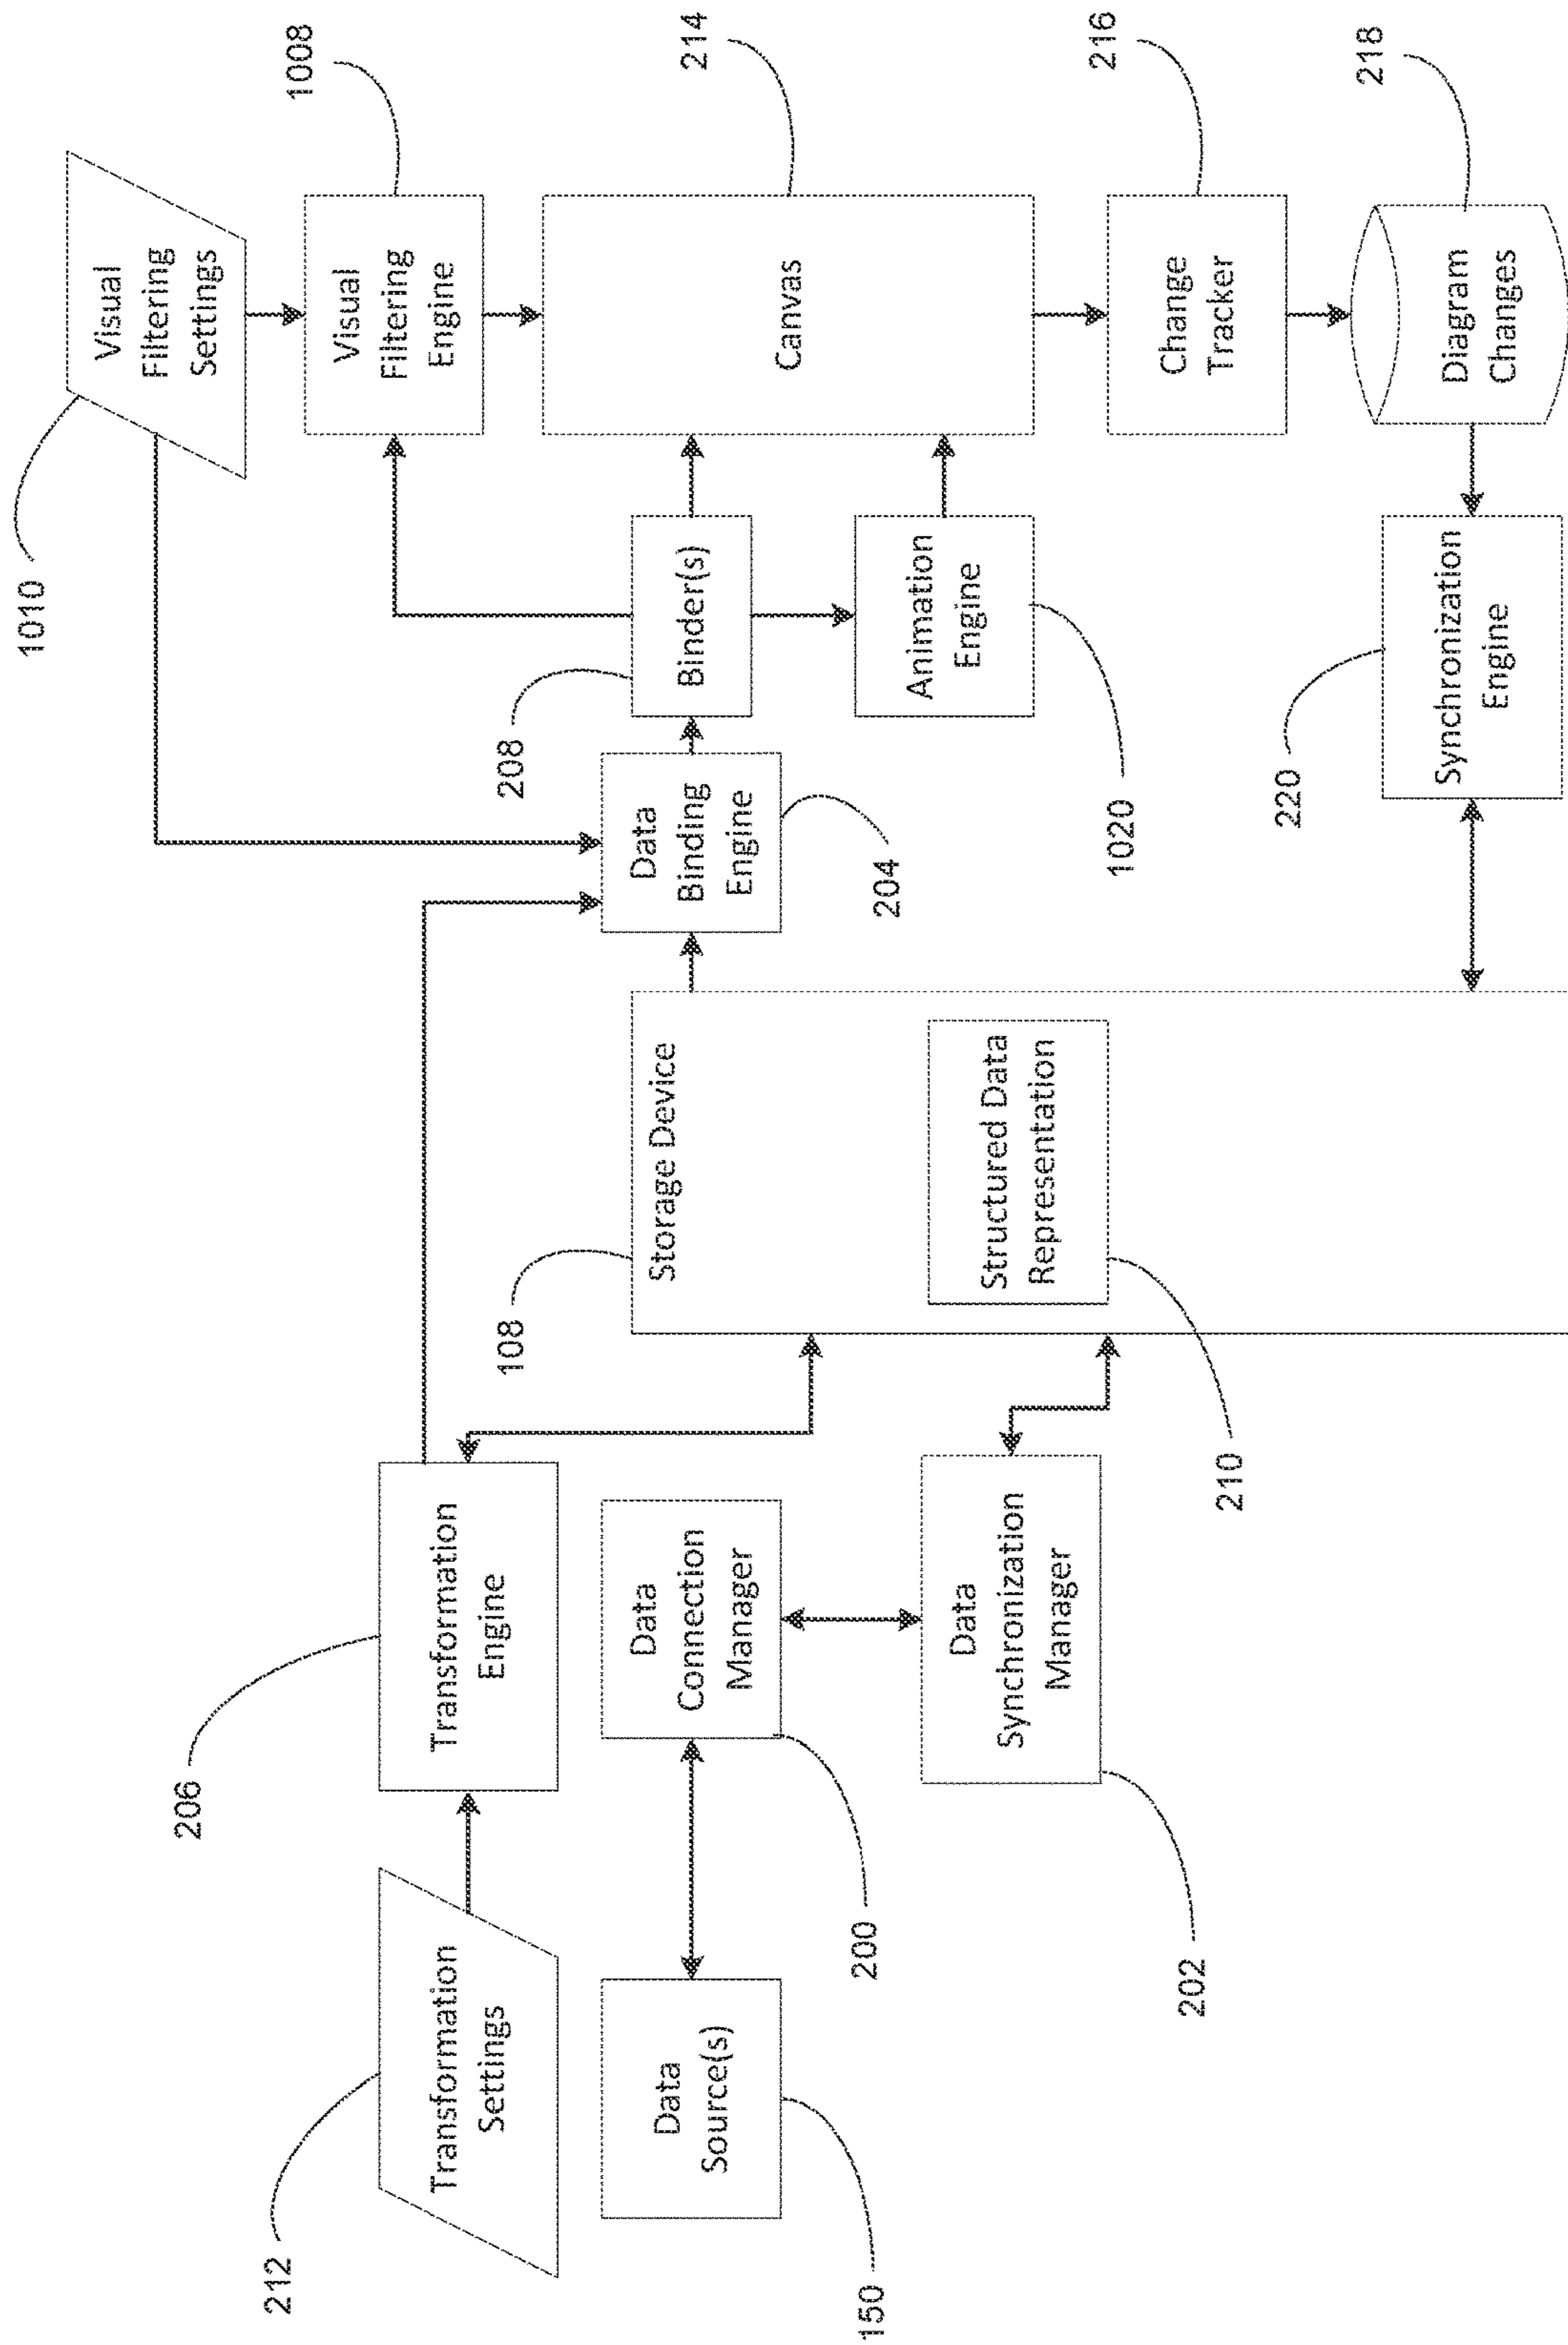 1010
Visual
Filtering
Settings
1008
Visual
Filtering
Engine
212
Transformation
Settings
206
Transformation
Engine
150
Data
Source(s)
200
Data
Connection
Manager
202
Data
Synchronization
Manager
108
Storage Device
210
Structured Data
Representation
204
Data
Binding
Engine
208
Binder(s)
1020
Animation
Engine
214
Canvas
216
Change
Tracker
218
Diagram
Changes
220
Synchronization
Engine